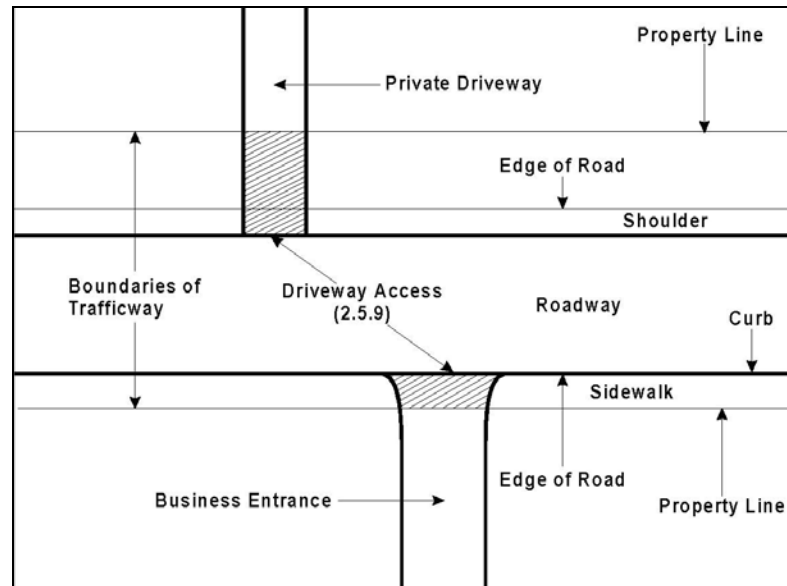 Property Line
Private Driveway
Edge of Road
Shoulder
Boundaries of
Trafficway
Driveway Access
(2.5.9)
Roadway
Curb
Sidewalk
Business Entrance
Edge of Road
Property Line